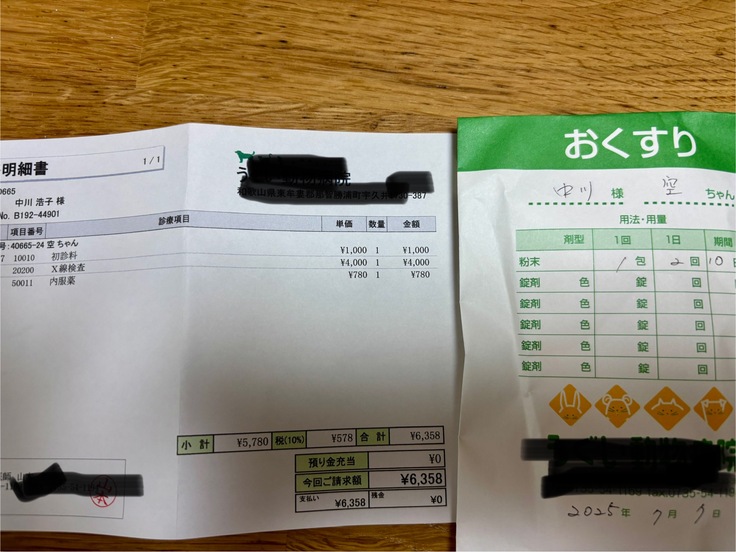 明細書
1/1
0665
中川 浩子 様
No. B192-44901
項目番号 診療項目 単価 数量 金額
号: 40665-24 空 ちゃん
7 10010 初診料 ¥1,000 1 ¥1,000
20200 X線検査 ¥4,000 1 ¥4,000
50011 内服薬 ¥780 1 ¥780
小計 ¥5,780 税(10%) ¥578 合計 ¥6,358
預り金充当 ¥0
今回ご請求額 ¥6,358
支払い ¥6,358 残金 ¥0
おくすり
中川 様 空 ちゃん
用法・用量
剤型 1回 1日 期間
粉末 1 包 2 回 10日
錠剤 色 錠 回
錠剤 色 錠 回
錠剤 色 錠 回
錠剤 色 錠 回
錠剤 色 錠 回
2025年 7月 日